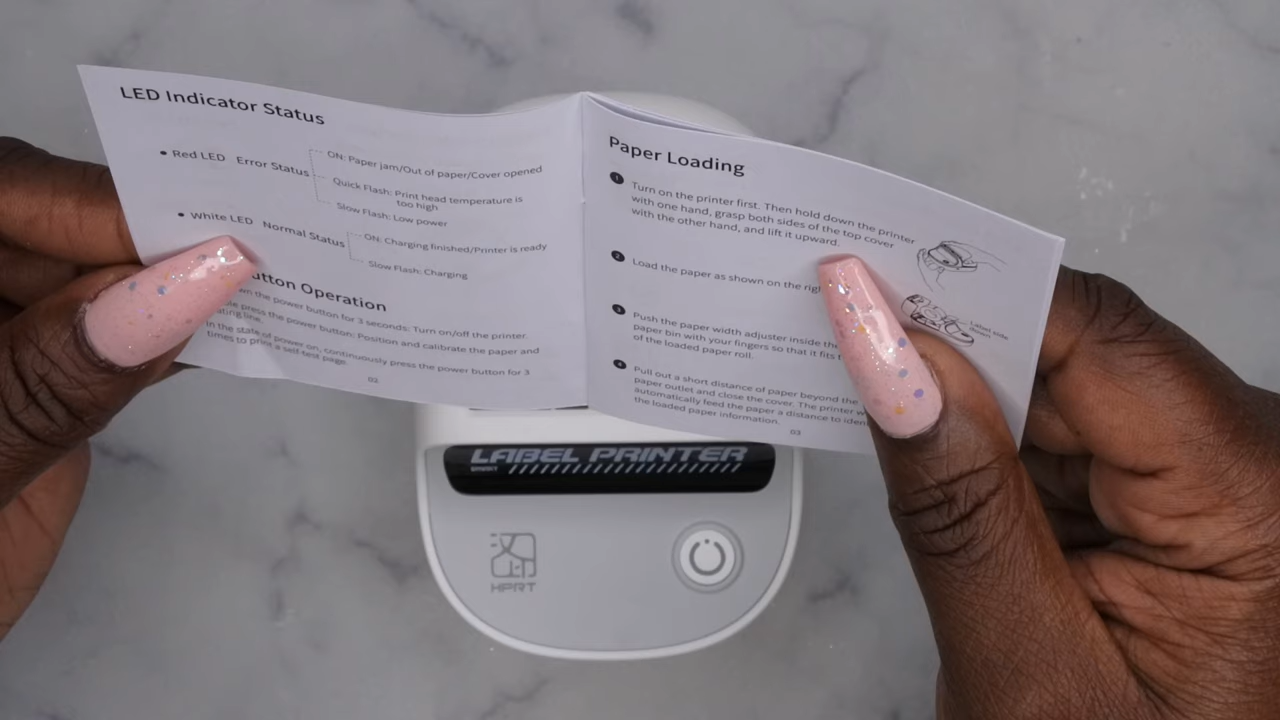 LED Indicator Status
• Red LED Error Status
ON: Paper jam/Out of paper/Cover opened
Quick Flash: Print head temperature is
too high
Slow Flash: Low power
• White LED Normal Status
ON: Charging finished/Printer is ready
Slow Flash: Charging
utton Operation
the power button for 3 seconds: Turn on/off the printer.
press the power button: Position and calibrate the paper and
ating line.
In the state of power on, continuously press the power button for 3
times to print a self-test page.
02
Paper Loading
1 Turn on the printer first. Then hold down the printer
with one hand, grasp both sides of the top cover
with the other hand, and lift it upward.
2 Load the paper as shown on the
3 Push the paper width adjuster inside the
paper bin with your fingers so that it fits
of the loaded paper roll.
4 Pull out a short distance of paper beyond the
paper outlet and close the cover. The printer
automatically feed the paper a distance to
the loaded paper information.
Label side
down
03
LABEL PRINTER
HPRT